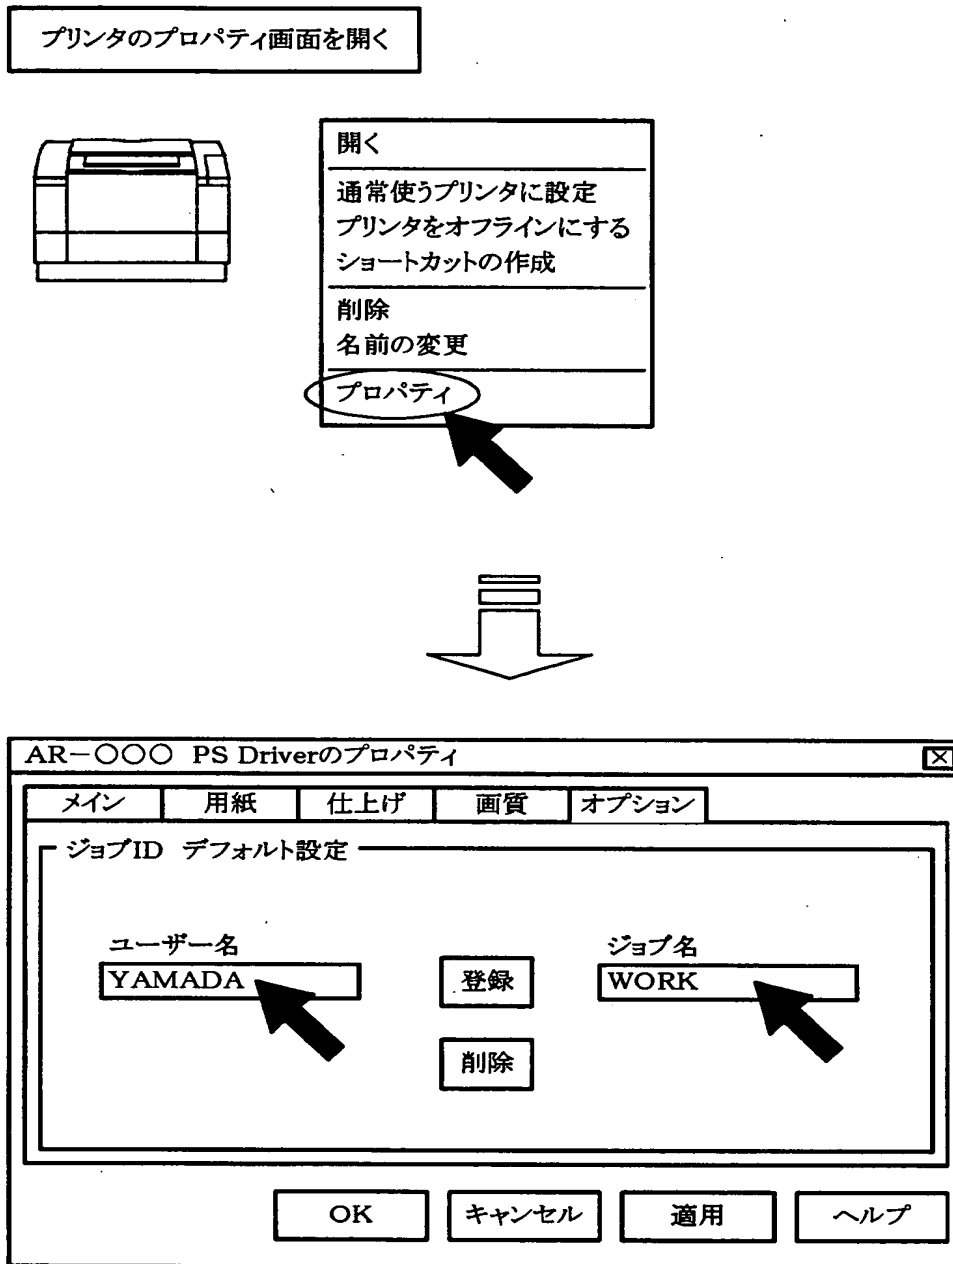 プリンタのプロパティ画面を開く
開く
通常使うプリンタに設定
プリンタをオフラインにする
ショートカットの作成
削除
名前の変更
プロパティ
AR－○○○ PS Driverのプロパティ
メイン 用紙 仕上げ 画質 オプション
ジョブID デフォルト設定
ユーザー名 ジョブ名
YAMADA 登録 WORK
削除
OK キャンセル 適用 ヘルプ